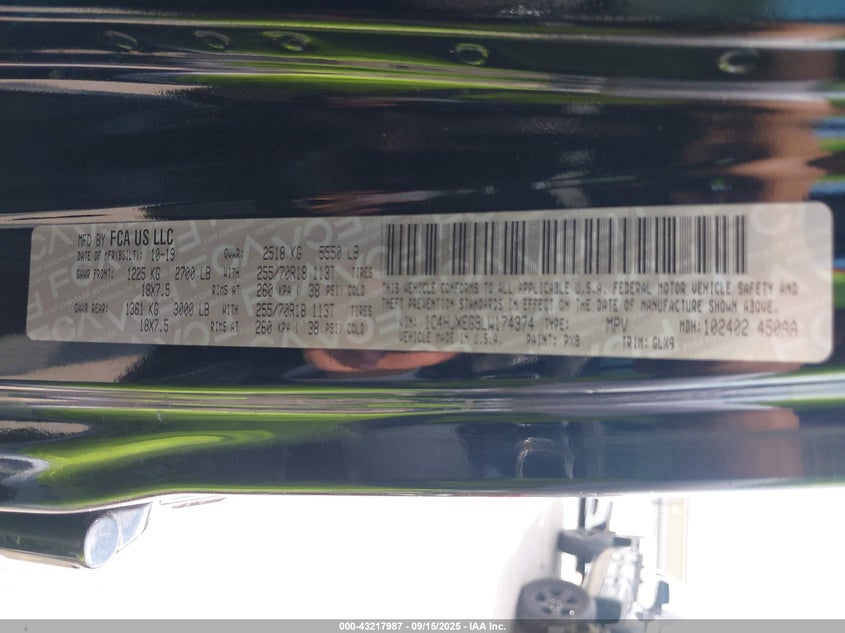 MFD BY FCA US LLC
DATE OF MFR(BUILT): 10-19 GVWR: 2518 KG 5550 LB
GAWR FRONT: 1225 KG 2700 LB WITH 255/70R18 113T TIRES
18X7.5 RIMS AT 260 KPA/ 38 PSI COLD
GAWR REAR: 1361 KG 3000 LB WITH 255/70R18 113T TIRES
18X7.5 RIMS AT 260 KPA/ 38 PSI COLD
THIS VEHICLE CONFORMS TO ALL APPLICABLE U.S.A. FEDERAL MOTOR VEHICLE SAFETY AND
THEFT PREVENTION STANDARDS IN EFFECT ON THE DATE OF MANUFACTURE SHOWN ABOVE.
VIN: 1C4HJXEG3LW174374 TYPE: MPV MDH: 102402 4509A
VEHICLE MADE IN U.S.A. PAINT: PX8 TRIM: GLX9
000-43217987 - 09/15/2025 - IAA Inc.